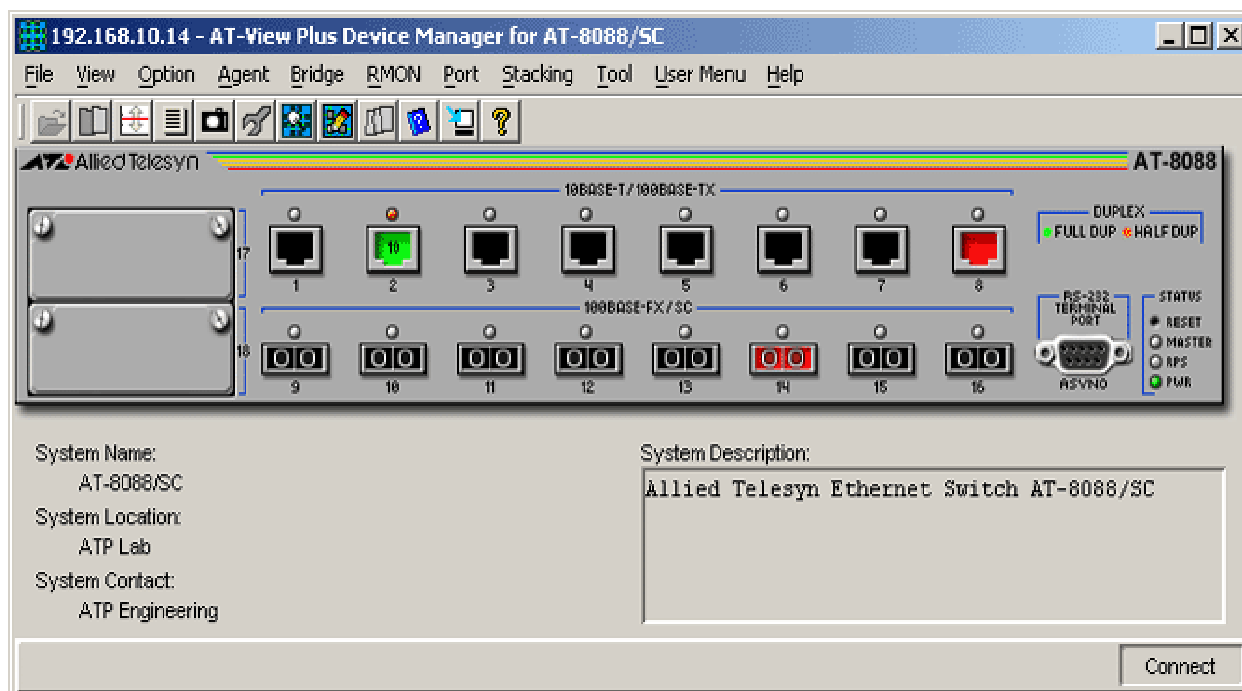 192.168.10.14 - AT-View Plus Device Manager for AT-8088/SC
File View Option Agent Bridge RMON Port Stacking Tool User Menu Help
Allied Telesyn
AT-8088
10BASE-T/100BASE-TX
DUPLEX
FULL DUP HALF DUP
17
10
1 2 3 4 5 6 7 8
100BASE-FX/SC
RS-232
TERMINAL
PORT
STATUS
RESET
MASTER
RPS
PWR
18
9 10 11 12 13 14 15 16
ASYNO
System Name:
AT-8088/SC
System Location:
ATP Lab
System Contact:
ATP Engineering
System Description:
Allied Telesyn Ethernet Switch AT-8088/SC
Connect